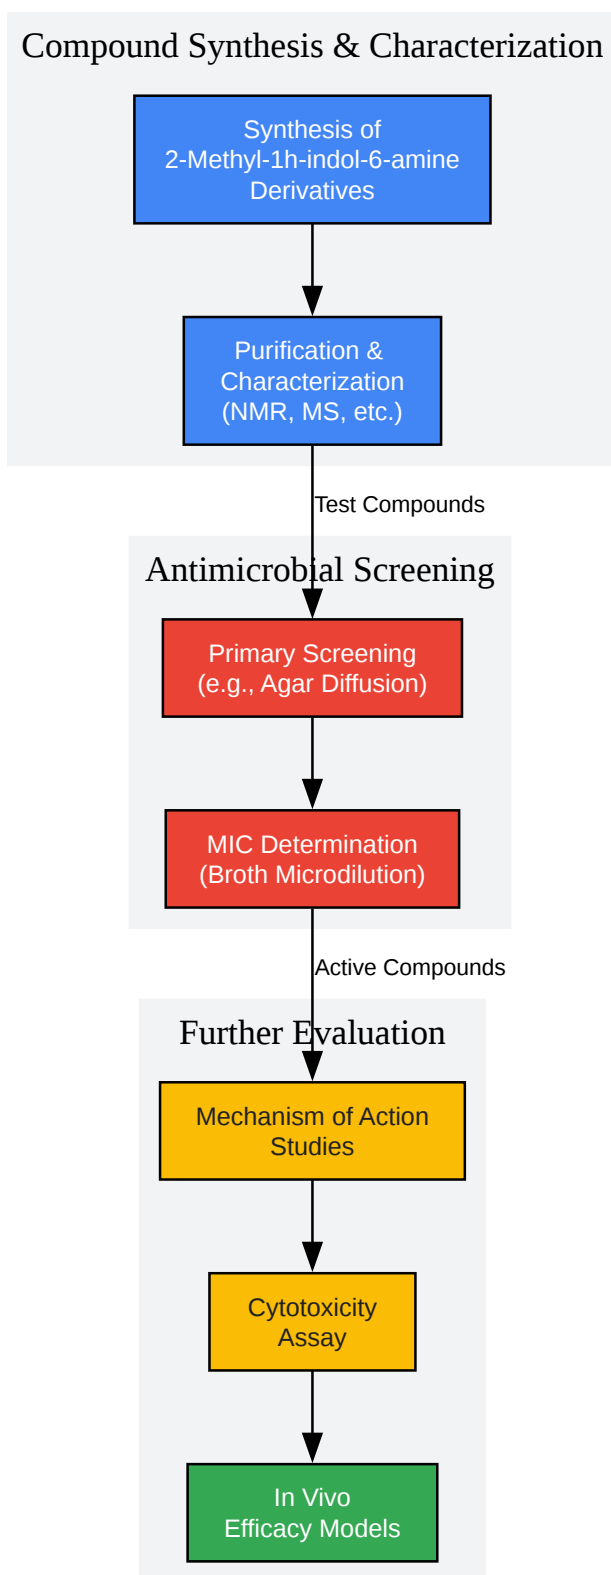 Compound Synthesis & Characterization
Synthesis of
2-Methyl-1h-indol-6-amine
Derivatives
Purification &
Characterization
(NMR, MS, etc.)
Test Compounds
Antimicrobial Screening
Primary Screening
(e.g., Agar Diffusion)
MIC Determination
(Broth Microdilution)
Active Compounds
Further Evaluation
Mechanism of Action
Studies
Cytotoxicity
Assay
In Vivo
Efficacy Models